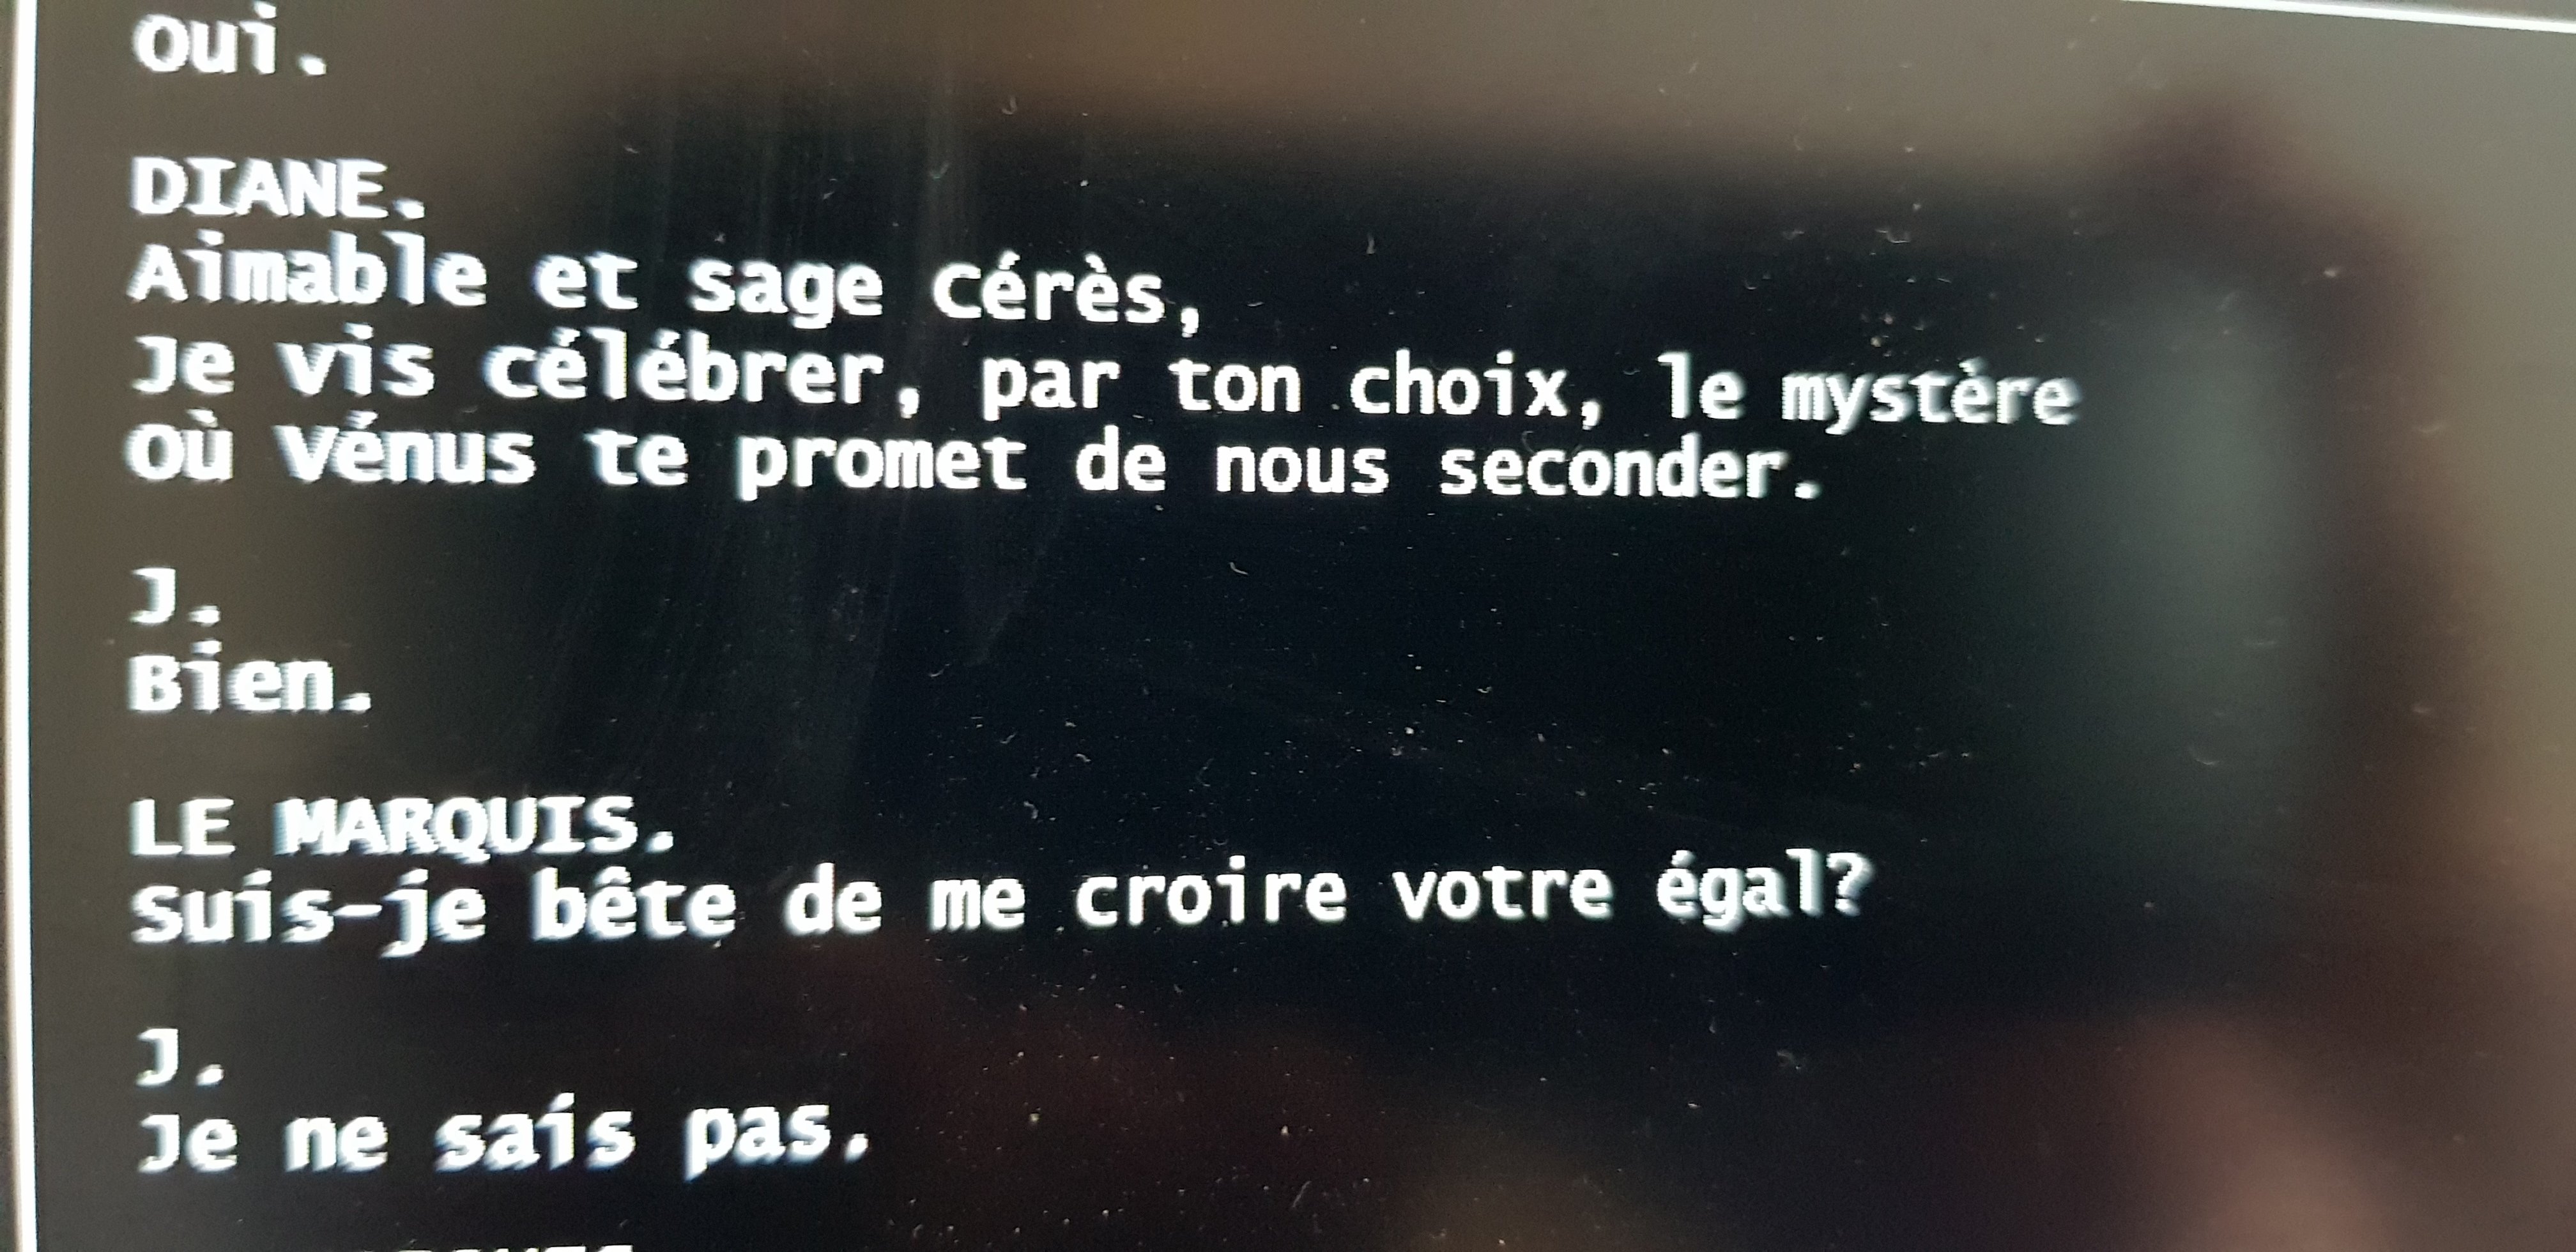 Oui.
DIANE.
Aimable et sage Cérès,
Je vis célébrer, par ton choix, le mystère
Où Vénus te promet de nous seconder.
J.
Bien.
LE MARQUIS.
Suis-je bête de me croire votre égal?
J.
Je ne sais pas.